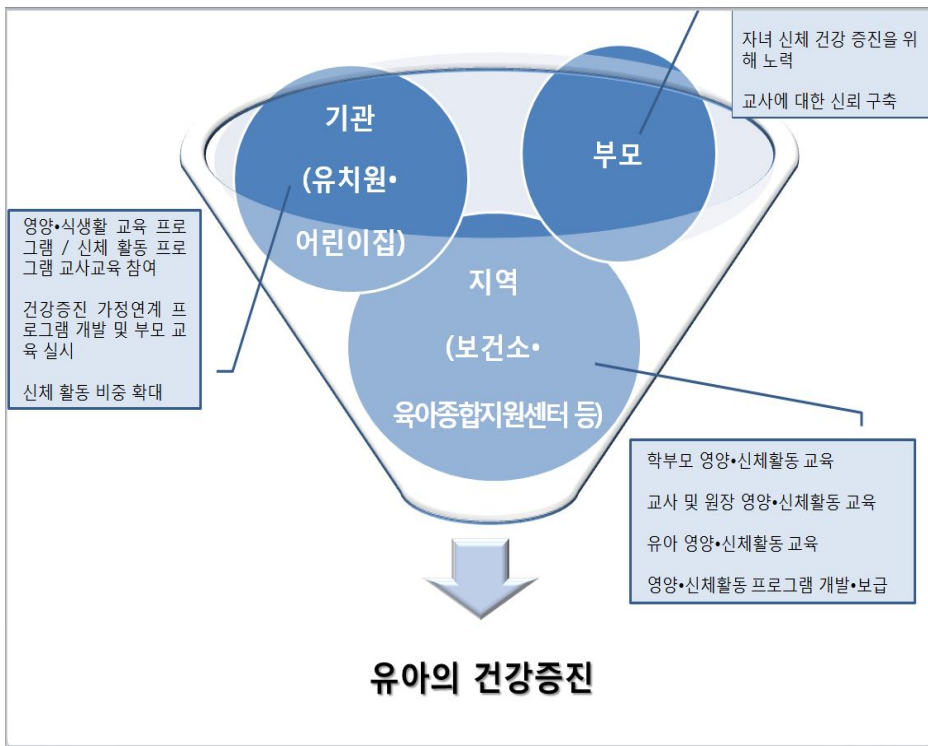 자녀 신체 건강 증진을 위
해 노력
교사에 대한 신뢰 구축
기관
(유치원•
어린이집)
부모
영양•식생활 교육 프로
그램 / 신체 활동 프로
그램 교사교육 참여
건강증진 가정연계 프
로그램 개발 및 부모 교
육 실시
신체 활동 비중 확대
지역
(보건소•
육아종합지원센터 등)
학부모 영양•신체활동 교육
교사 및 원장 영양•신체활동 교육
유아 영양•신체활동 교육
영양•신체활동 프로그램 개발•보급
유아의 건강증진